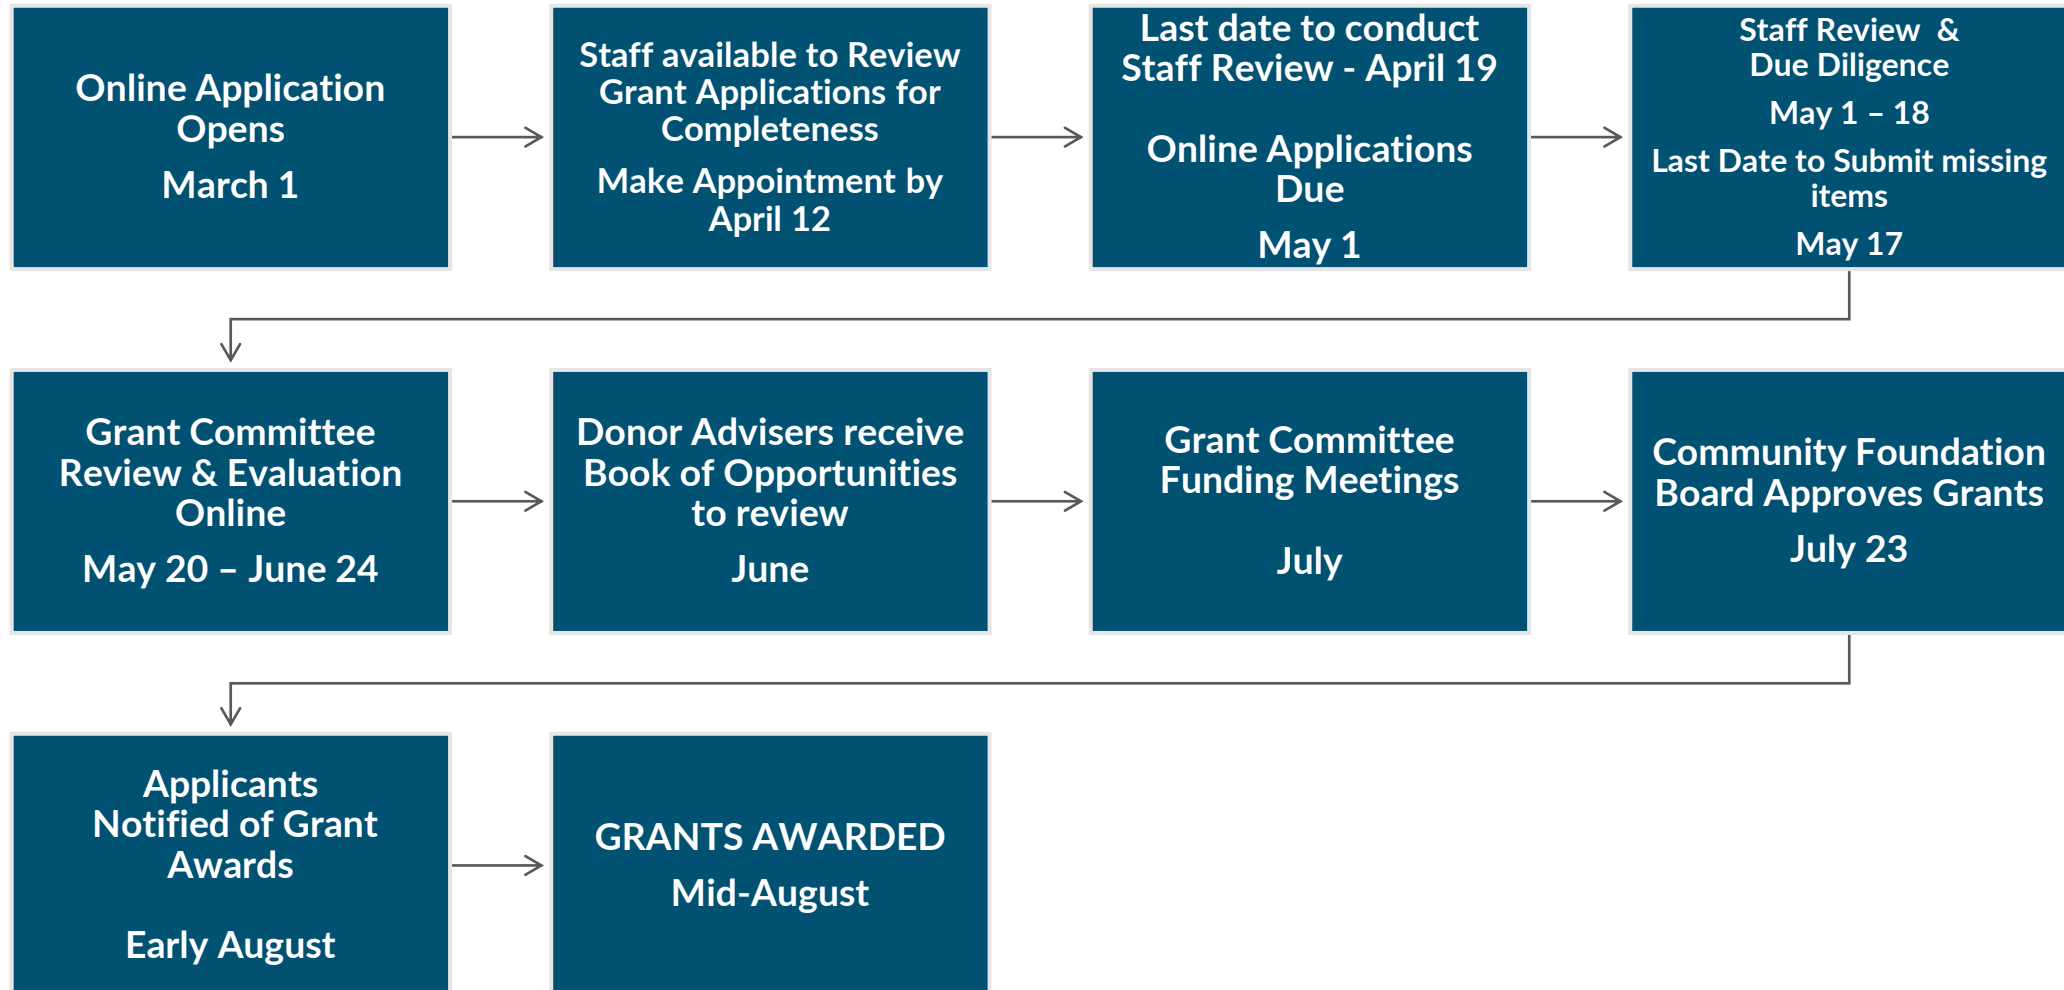 Online Application
Opens
March 1
Staff available to Review
Grant Applications for
Completeness
Make Appointment by
April 12
Last date to conduct
Staff Review - April 19
Online Applications
Due
May 1
Staff Review &
Due Diligence
May 1 – 18
Last Date to Submit missing
items
May 17
Grant Committee
Review & Evaluation
Online
May 20 – June 24
Donor Advisers receive
Book of Opportunities
to review
June
Grant Committee
Funding Meetings
July
Community Foundation
Board Approves Grants
July 23
Applicants
Notified of Grant
Awards
Early August
GRANTS AWARDED
Mid-August